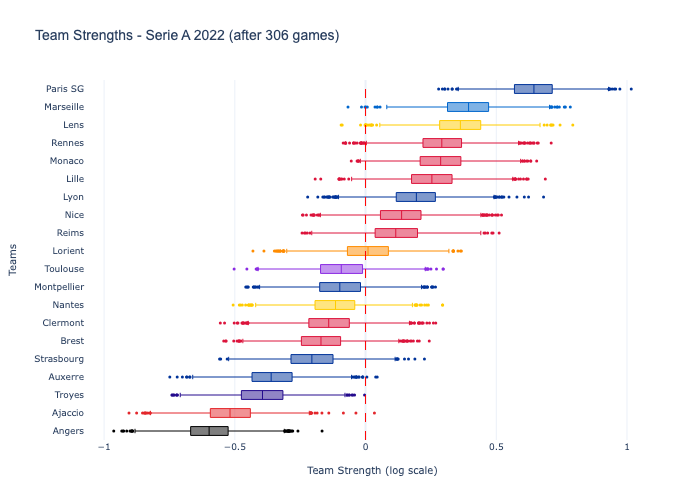 Team Strengths - Serie A 2022 (after 306 games)
Paris SG
Marseille
Lens
Rennes
Monaco
Lille
Lyon
Nice
Reims
Lorient
Toulouse
Montpellier
Nantes
Clermont
Brest
Strasbourg
Auxerre
Troyes
Ajaccio
Angers
Teams
−1
−0.5
0
0.5
1
Team Strength (log scale)